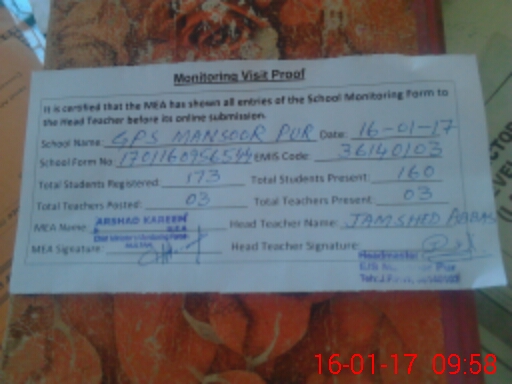 Monitoring Visit Proof
It is certified that the MEA has shown all entries of the School Monitoring Form to
the Head Teacher before its online submission.
School Name: GPS MANSOOR PUR Date: 16-01-17
School Form No: EMIS Code: 36140103
Total Students Registered: 173 Total Students Present: 160
Total Teachers Posted: 03 Total Teachers Present: 03
MEA Name: ARSHAD KAREEM Head Teacher Name: JAMSHED ABBAS
MEA Signature: Head Teacher Signature:
Headmaster
Pur
16-01-17 09:58